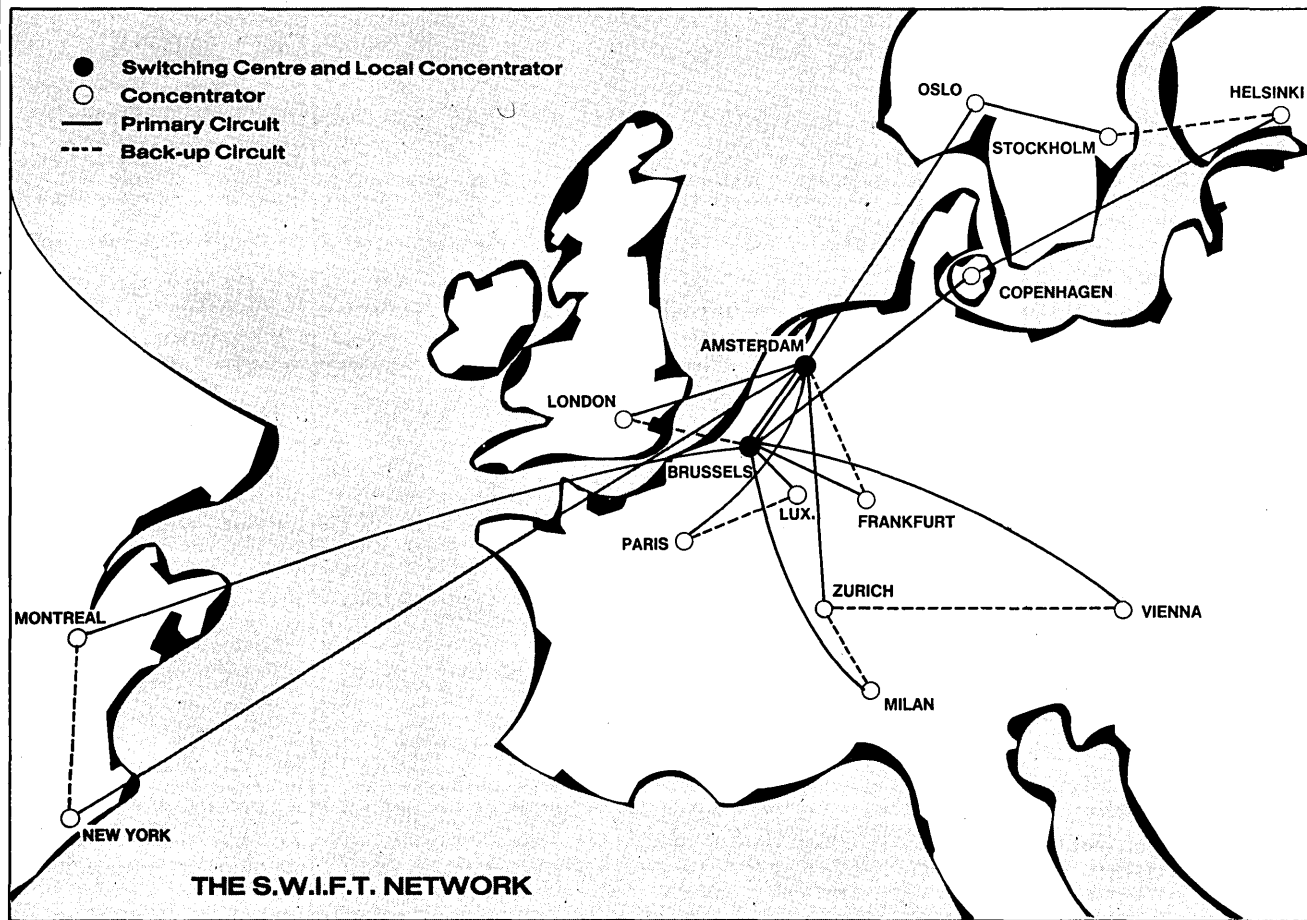 Switching Centre and Local Concentrator
Concentrator
Primary Circuit
Back-up Circuit
OSLO
HELSINKI
STOCKHOLM
COPENHAGEN
AMSTERDAM
LONDON
BRUSSELS
LUX.
FRANKFURT
PARIS
ZURICH
VIENNA
MONTREAL
MILAN
NEW YORK
THE S.W.I.F.T. NETWORK